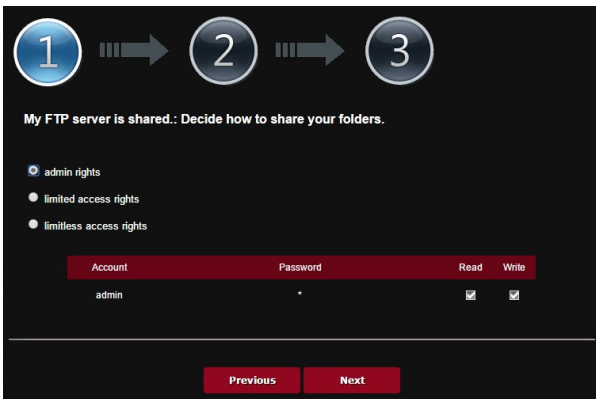 1 2 3
My FTP server is shared.: Decide how to share your folders.
admin rights
limited access rights
limitless access rights
Account Password Read Write
admin *
Previous Next